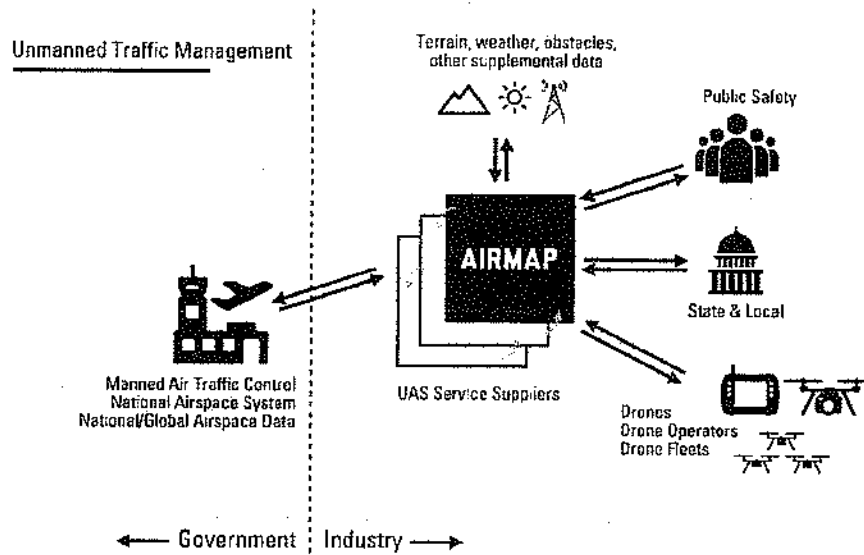 Unmanned Traffic Management
Terrain, weather, obstacles,
other supplemental data
Public Safety
AIRMAP
State & Local
Manned Air Traffic Control
National Airspace System
National/Global Airspace Data
UAS Service Suppliers
Drones
Drone Operators
Drone Fleets
Government
Industry